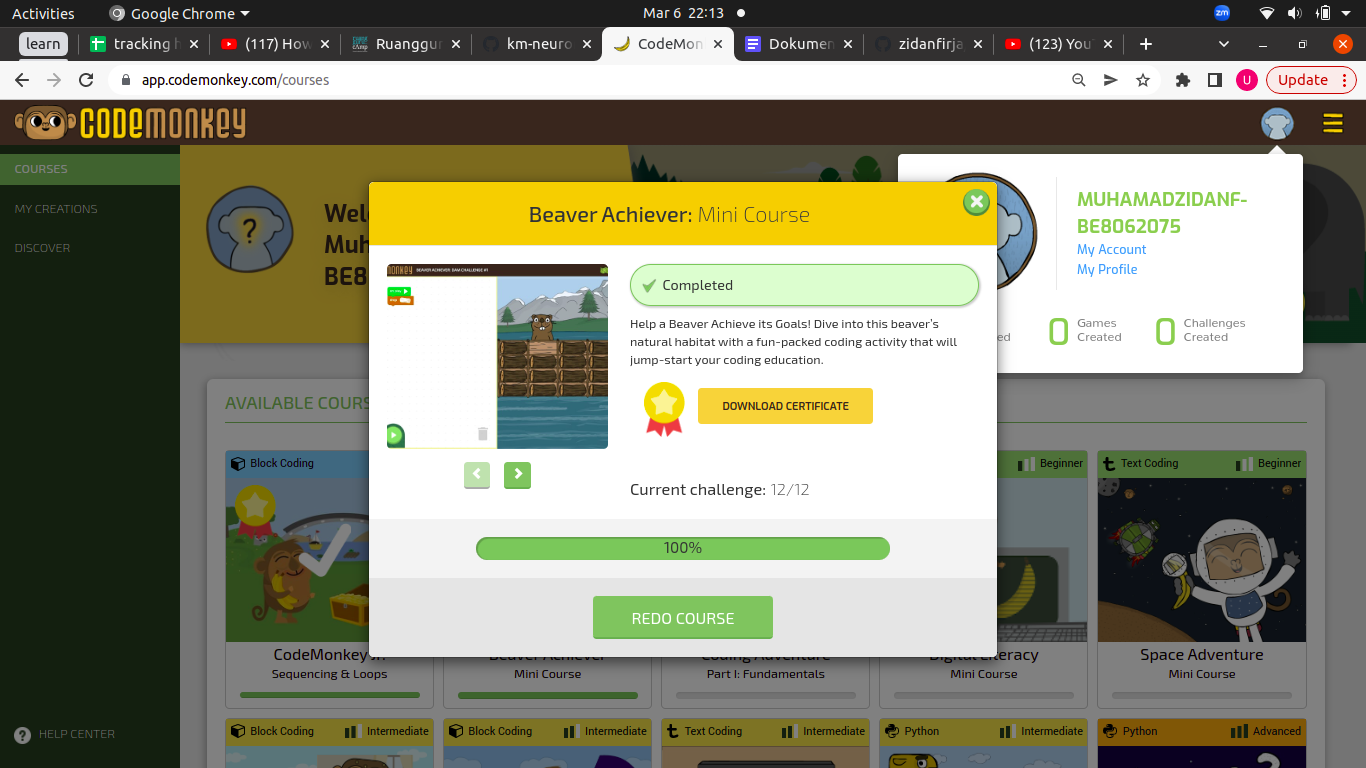 Activities
Google Chrome
Mar 6 22:13
zm
learn
tracking h
(117) How
Ruanggur
km-neuro
CodeMon
Dokumen
zidanfirja
(123) You
app.codemonkey.com/courses
U
Update
CODEMONKEY
COURSES
MY CREATIONS
DISCOVER
HELP CENTER
?
Wel
Muh
BE8
MUHAMADZIDANF-
BE8062075
My Account
My Profile
ed
0 Games Created
0 Challenges Created
AVAILABLE COURS
Beaver Achiever: Mini Course
MONKEY BEAVER ACHIEVER: DAM CHALLENGE #1
Completed
Help a Beaver Achieve its Goals! Dive into this beaver's
natural habitat with a fun-packed coding activity that will
jump-start your coding education.
DOWNLOAD CERTIFICATE
Current challenge: 12/12
100%
REDO COURSE
Block Coding
Beginner
Text Coding Beginner
CodeMonkey Jr.
Sequencing & Loops
Beaver Achiever
Mini Course
Coding Adventure
Part I: Fundamentals
Digital Literacy
Mini Course
Space Adventure
Mini Course
Block Coding Intermediate
Block Coding Intermediate
Text Coding Intermediate
Python Intermediate
Python Advanced